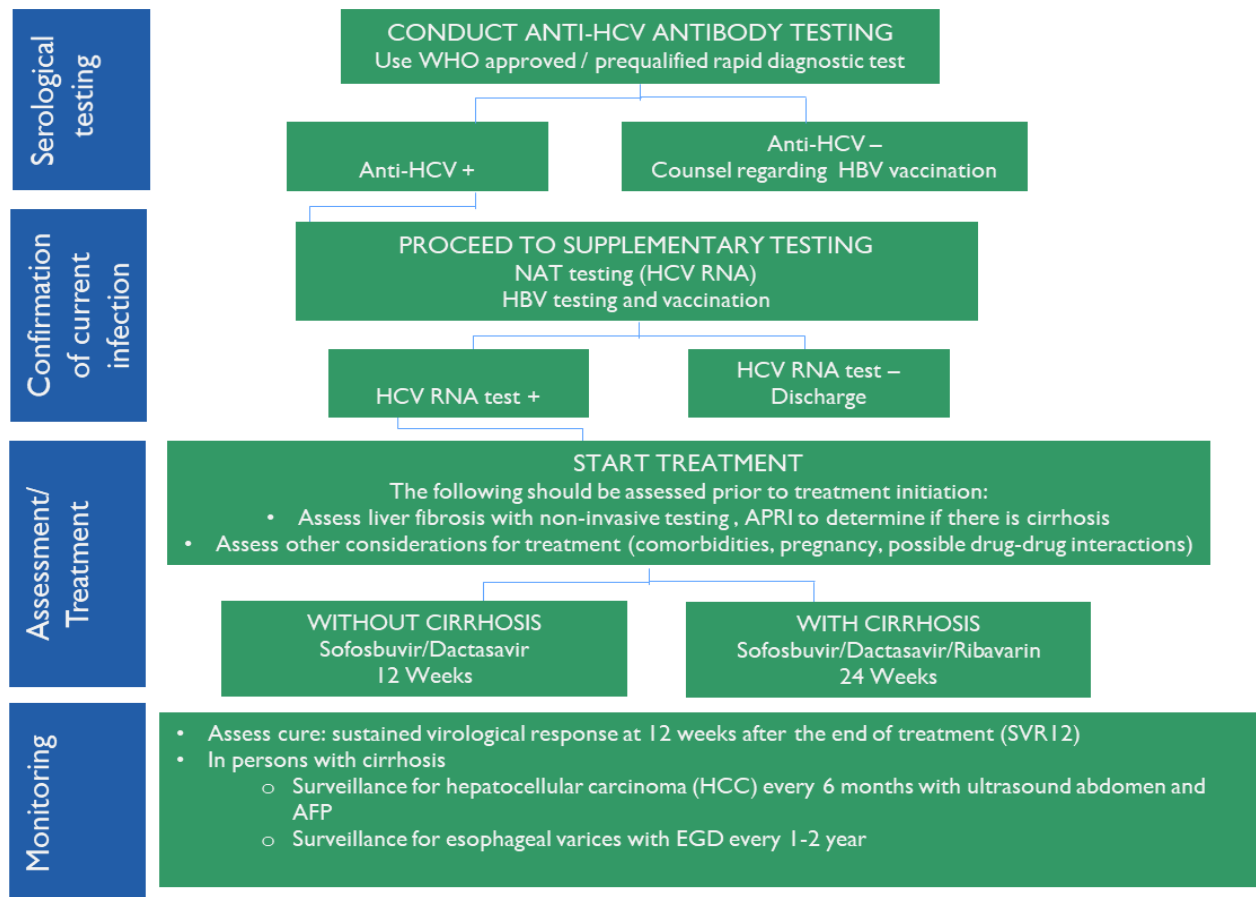 Serological
testing
CONDUCT ANTI-HCV ANTIBODY TESTING
Use WHO approved / prequalified rapid diagnostic test
Anti-HCV +
Anti-HCV –
Counsel regarding HBV vaccination
Confirmation
of current
infection
PROCEED TO SUPPLEMENTARY TESTING
NAT testing (HCV RNA)
HBV testing and vaccination
HCV RNA test +
HCV RNA test –
Discharge
Assessment/
Treatment
START TREATMENT
The following should be assessed prior to treatment initiation:
• Assess liver fibrosis with non-invasive testing , APRI to determine if there is cirrhosis
• Assess other considerations for treatment (comorbidities, pregnancy, possible drug-drug interactions)
WITHOUT CIRRHOSIS
Sofosbuvir/Dactasavir
12 Weeks
WITH CIRRHOSIS
Sofosbuvir/Dactasavir/Ribavarin
24 Weeks
Monitoring
• Assess cure: sustained virological response at 12 weeks after the end of treatment (SVR12)
• In persons with cirrhosis
o Surveillance for hepatocellular carcinoma (HCC) every 6 months with ultrasound abdomen and
AFP
o Surveillance for esophageal varices with EGD every 1-2 year